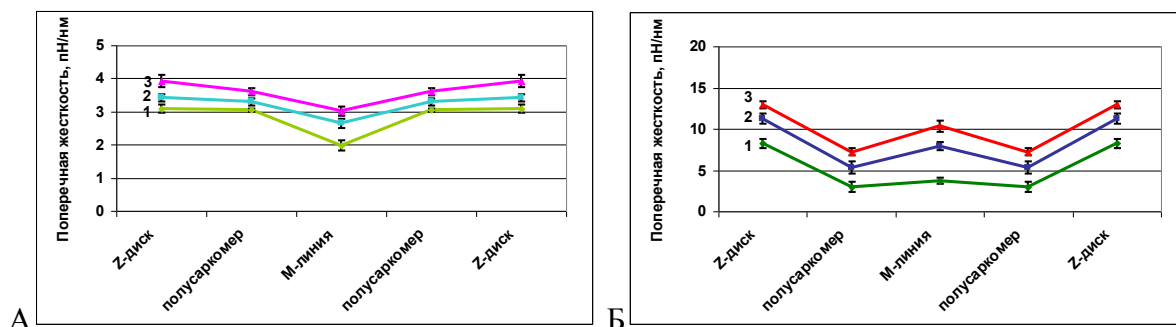 Поперечная жесткость, пН/нм
5
4
3
2
1
0
3
2
1
Z-диск
полусаркомер
М-линия
полусаркомер
Z-диск
А
Поперечная жесткость, пН/нм
20
15
10
5
0
3
2
1
Z-диск
полусаркомер
М-линия
полусаркомер
Z-диск
Б